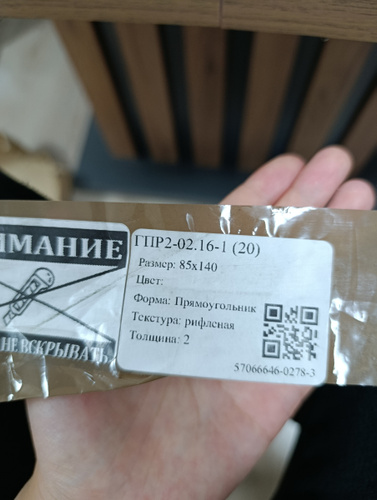 ИМАНИЕ
НЕ ВСКРЫВАТЬ
ГПР2-02.16-1 (20)
Размер: 85х140
Цвет:
Форма: Прямоугольник
Текстура: рифленая
Толщина: 2
57066646-0278-3